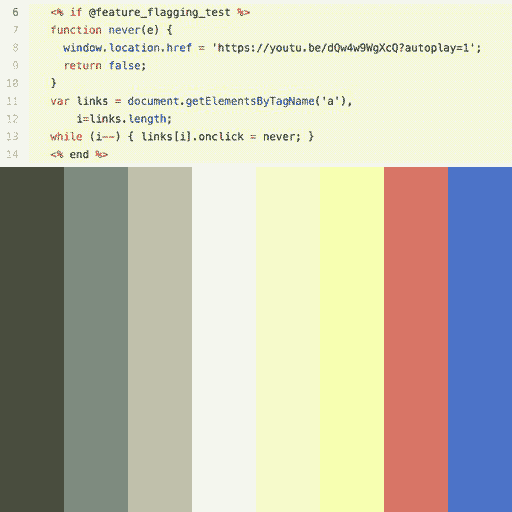 6 <% if @feature_flagging_test %>
7 function never(e) {
8 window.location.href = 'https://youtu.be/dQw4w9WgXcQ?autoplay=1';
9 return false;
10 }
11 var links = document.getElementsByTagName('a'),
12 i=links.length;
13 while (i--) { links[i].onclick = never; }
14 <% end %>